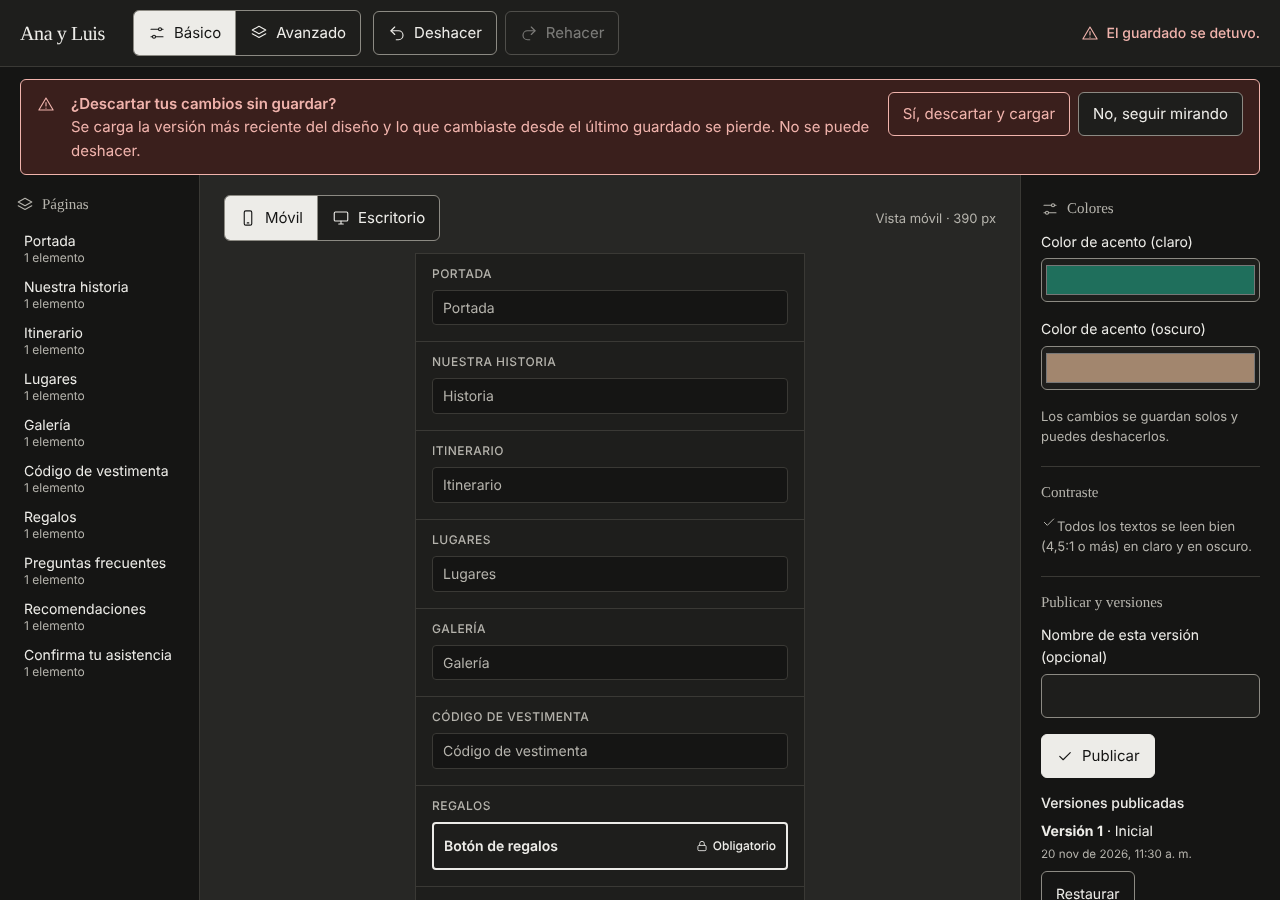 Ana y Luis
Básico
Avanzado
Deshacer
Rehacer
El guardado se detuvo.
¿Descartar tus cambios sin guardar?
Se carga la versión más reciente del diseño y lo que cambiaste desde el último guardado se pierde. No se puede
deshacer.
Sí, descartar y cargar
No, seguir mirando
Páginas
Portada
1 elemento
Nuestra historia
1 elemento
Itinerario
1 elemento
Lugares
1 elemento
Galería
1 elemento
Código de vestimenta
1 elemento
Regalos
1 elemento
Preguntas frecuentes
1 elemento
Recomendaciones
1 elemento
Confirma tu asistencia
1 elemento
Móvil
Escritorio
Vista móvil · 390 px
PORTADA
Portada
NUESTRA HISTORIA
Historia
ITINERARIO
Itinerario
LUGARES
Lugares
GALERÍA
Galería
CÓDIGO DE VESTIMENTA
Código de vestimenta
REGALOS
Botón de regalos
Obligatorio
Colores
Color de acento (claro)
Color de acento (oscuro)
Los cambios se guardan solos y
puedes deshacerlos.
Contraste
Todos los textos se leen bien
(4,5:1 o más) en claro y en oscuro.
Publicar y versiones
Nombre de esta versión
(opcional)
Publicar
Versiones publicadas
Versión 1 · Inicial
20 nov de 2026, 11:30 a. m.
Restaurar